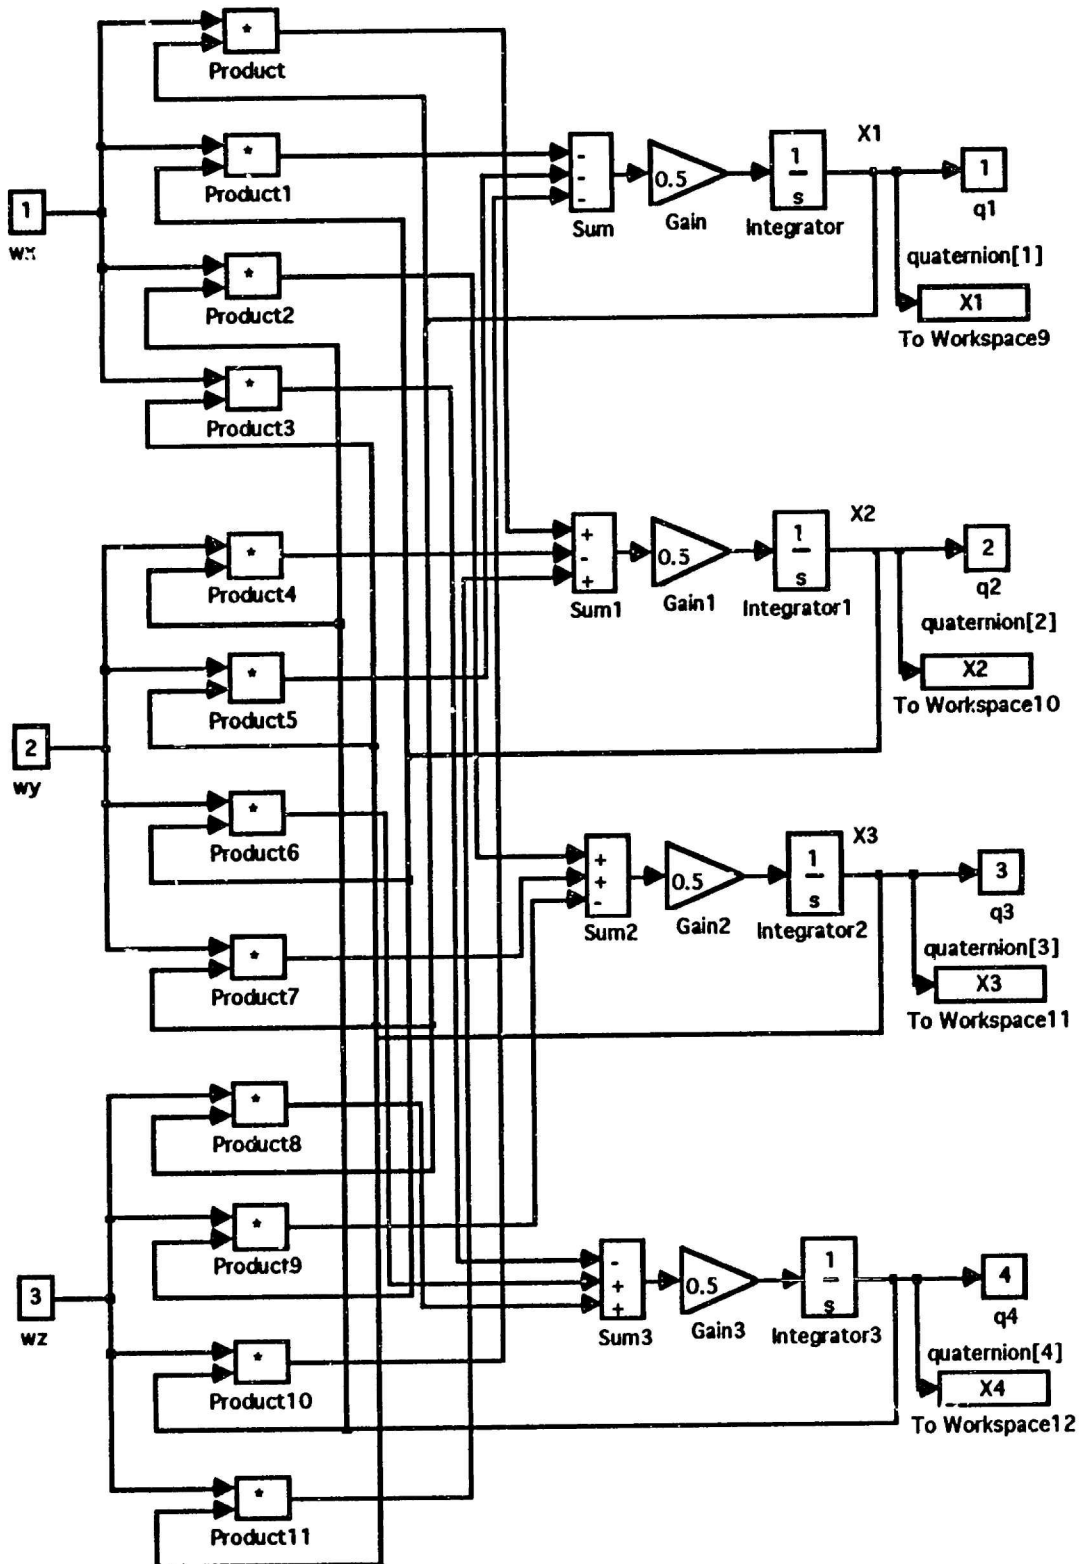 *
Product
*
Product1
1
wx
*
Product2
*
Product3
-
-
-
Sum
0.5
Gain
1
s
Integrator
X1
1
q1
quaternion[1]
X1
To Workspace9
*
Product4
*
Product5
2
wy
*
Product6
*
Product7
+
-
+
Sum1
0.5
Gain1
1
s
Integrator1
X2
2
q2
quaternion[2]
X2
To Workspace10
+
+
-
Sum2
0.5
Gain2
1
s
Integrator2
X3
3
q3
quaternion[3]
X3
To Workspace11
*
Product8
*
Product9
3
wz
*
Product10
*
Product11
-
+
+
Sum3
0.5
Gain3
1
s
Integrator3
4
q4
quaternion[4]
X4
To Workspace12